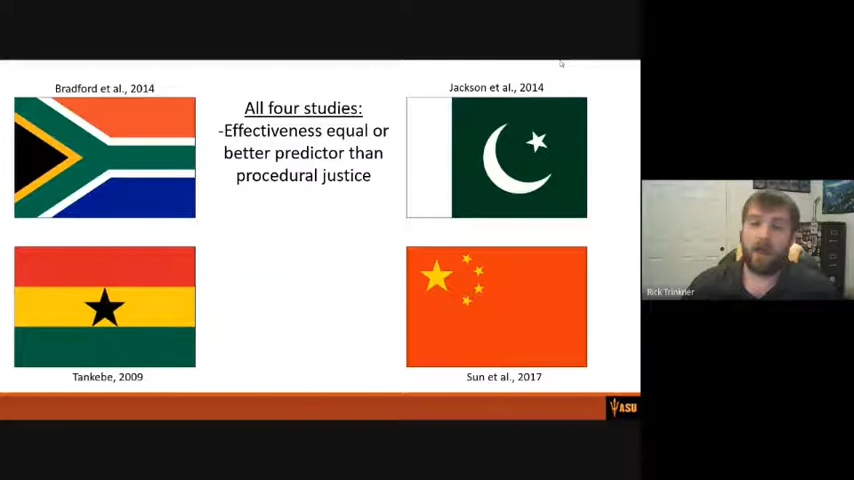 Bradford et al., 2014
All four studies:
-Effectiveness equal or
better predictor than
procedural justice
Jackson et al., 2014
Tankebe, 2009
Sun et al., 2017
ASU
Rick Trinkner